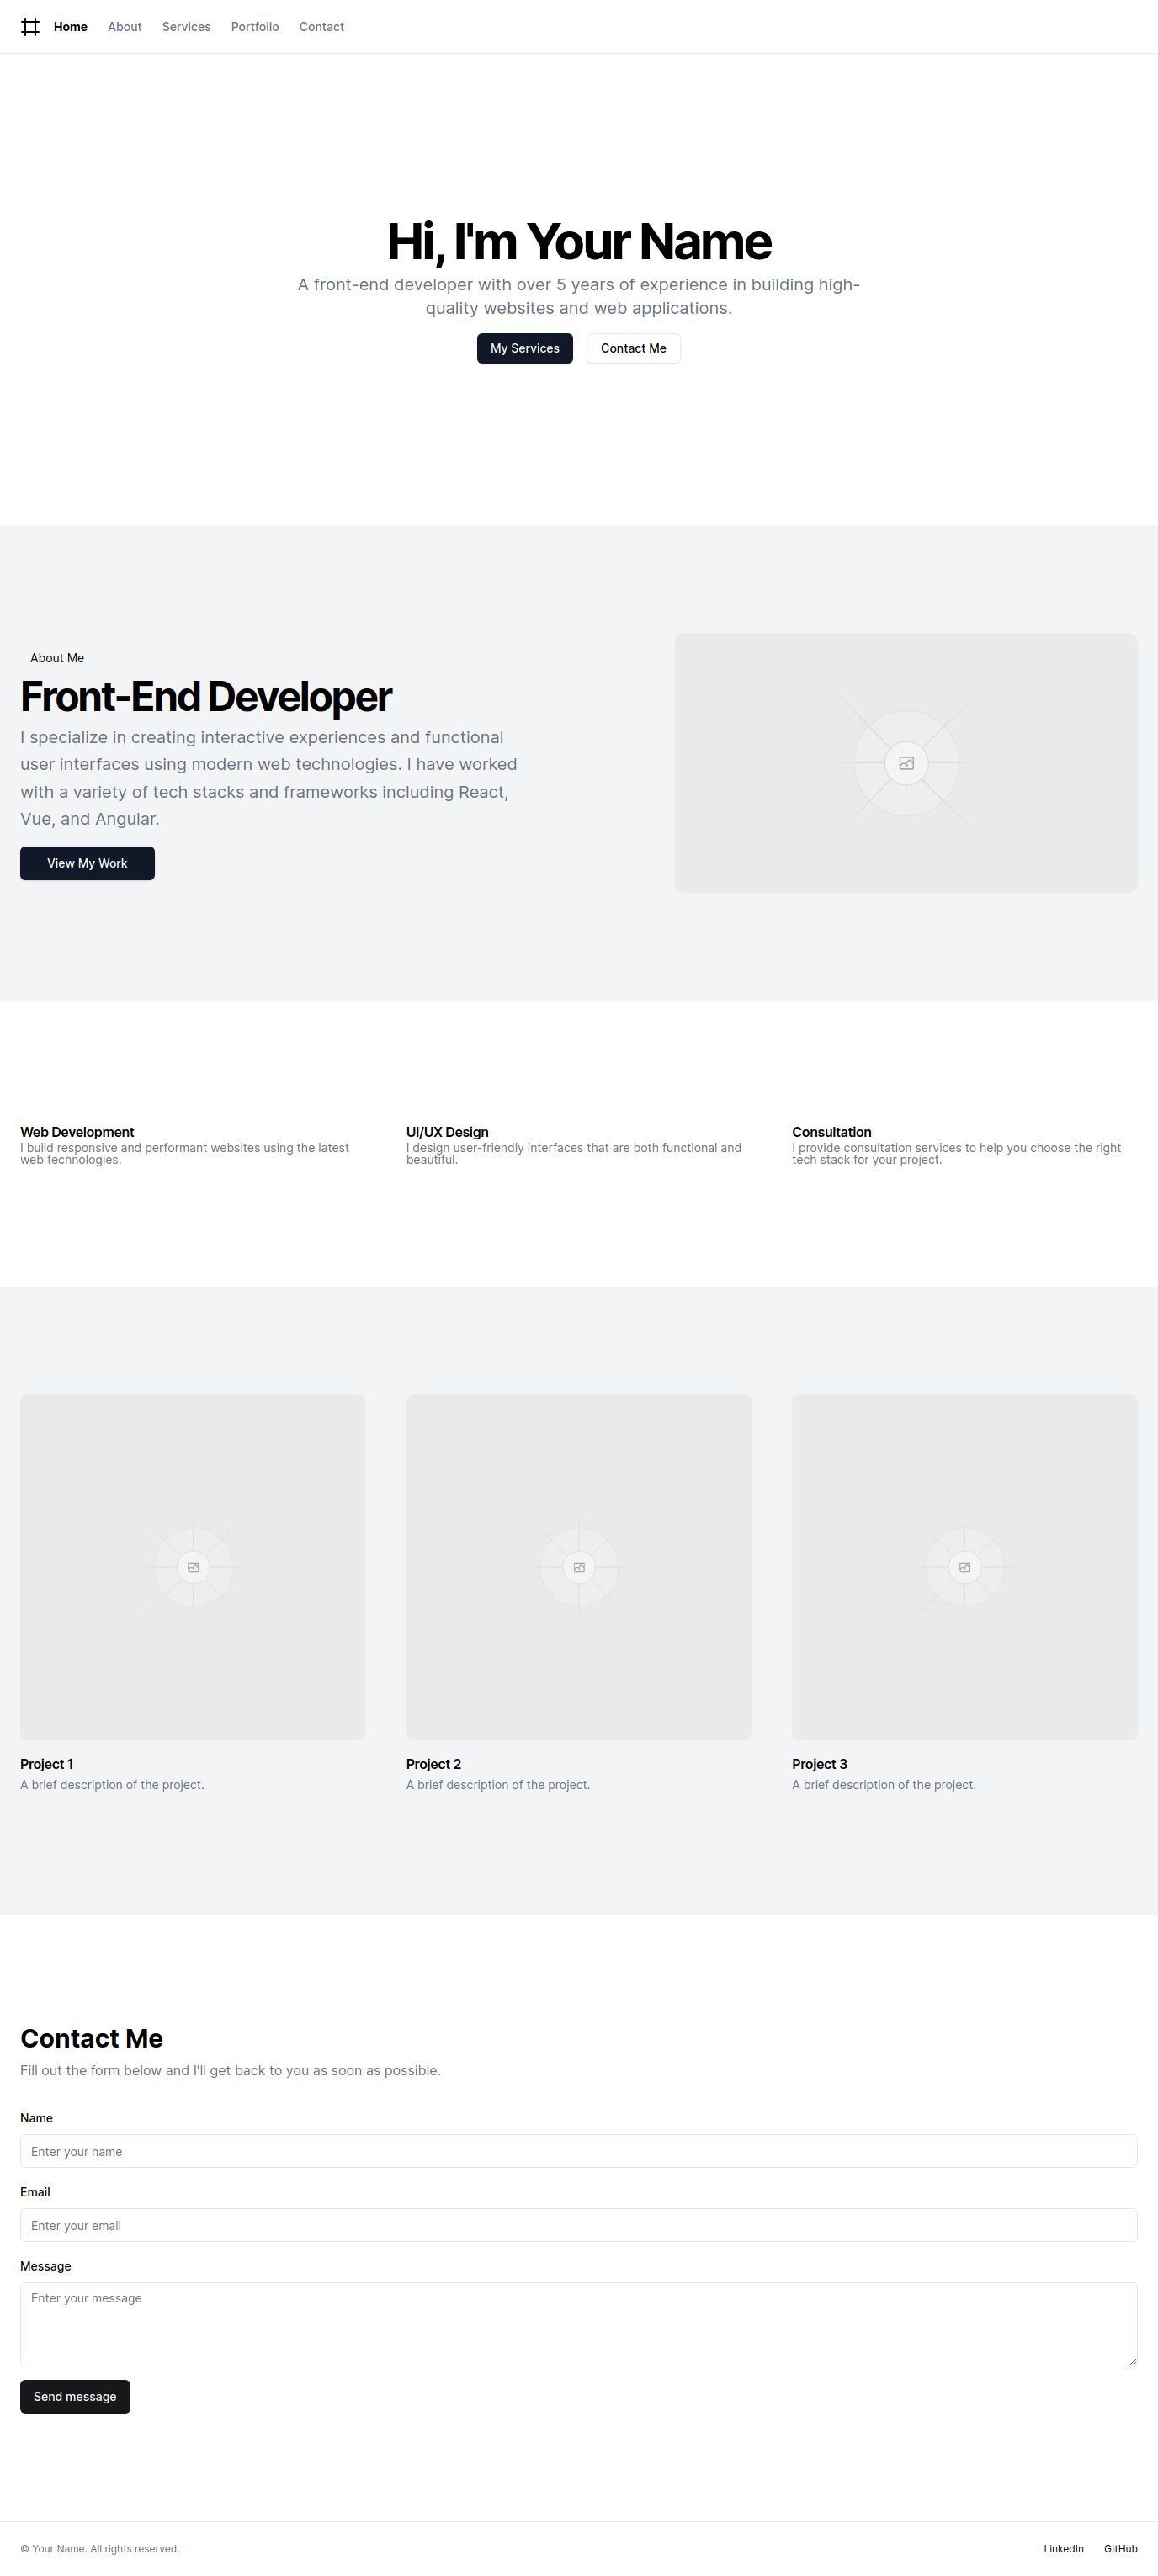 Home About Services Portfolio Contact
Hi, I'm Your Name
A front-end developer with over 5 years of experience in building high-
quality websites and web applications.
My Services Contact Me
About Me
Front-End Developer
I specialize in creating interactive experiences and functional
user interfaces using modern web technologies. I have worked
with a variety of tech stacks and frameworks including React,
Vue, and Angular.
View My Work
Web Development
I build responsive and performant websites using the latest
web technologies.
UI/UX Design
I design user-friendly interfaces that are both functional and
beautiful.
Consultation
I provide consultation services to help you choose the right
tech stack for your project.
Project 1
A brief description of the project.
Project 2
A brief description of the project.
Project 3
A brief description of the project.
Contact Me
Fill out the form below and I'll get back to you as soon as possible.
Name
Enter your name
Email
Enter your email
Message
Enter your message
Send message
© Your Name. All rights reserved.
LinkedIn GitHub